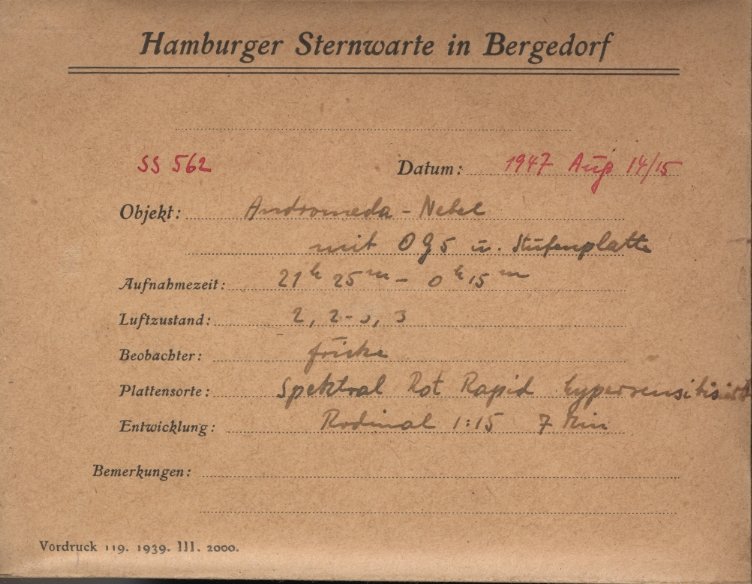 Hamburger Sternwarte in Bergedorf
SS 562 Datum: 1947 Aug 14/15
Objekt: Andromeda-Nebel
mit OG5 u. Stufenplatte
Aufnahmezeit: 21h 25m - 0h 15m
Luftzustand: 2, 2-3, 3
Beobachter: Fricke
Plattensorte: Spektral Rot Rapid hypersensitisiert
Entwicklung: Rodinal 1:15 7 Min
Bemerkungen:
Vordruck 119. 1939. III. 2000.